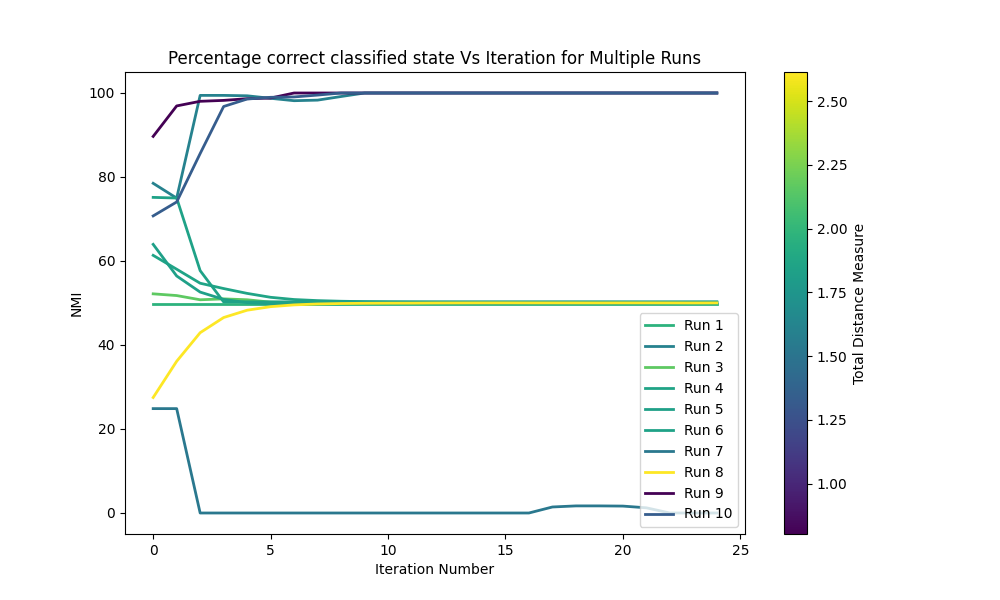 Percentage correct classified state Vs Iteration for Multiple Runs
NMI
100
80
60
40
20
0
0
5
10
15
20
25
Iteration Number
Run 1
Run 2
Run 3
Run 4
Run 5
Run 6
Run 7
Run 8
Run 9
Run 10
2.50
2.25
2.00
1.75
1.50
1.25
1.00
Total Distance Measure